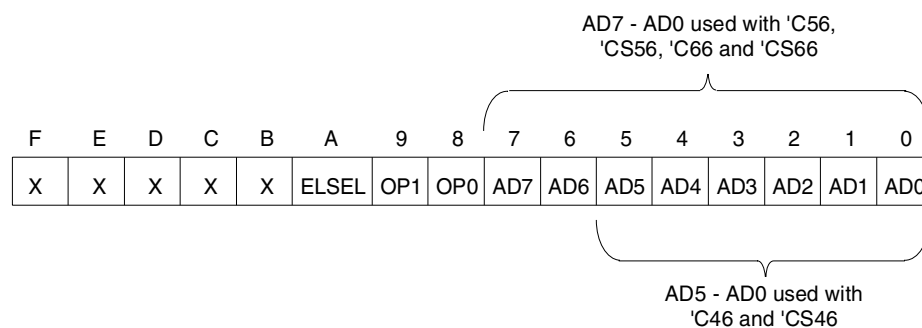 AD7 - AD0 used with 'C56,
'CS56, 'C66 and 'CS66
F E D C B A 9 8 7 6 5 4 3 2 1 0
X X X X X ELSEL OP1 OP0 AD7 AD6 AD5 AD4 AD3 AD2 AD1 AD0
AD5 - AD0 used with
'C46 and 'CS46